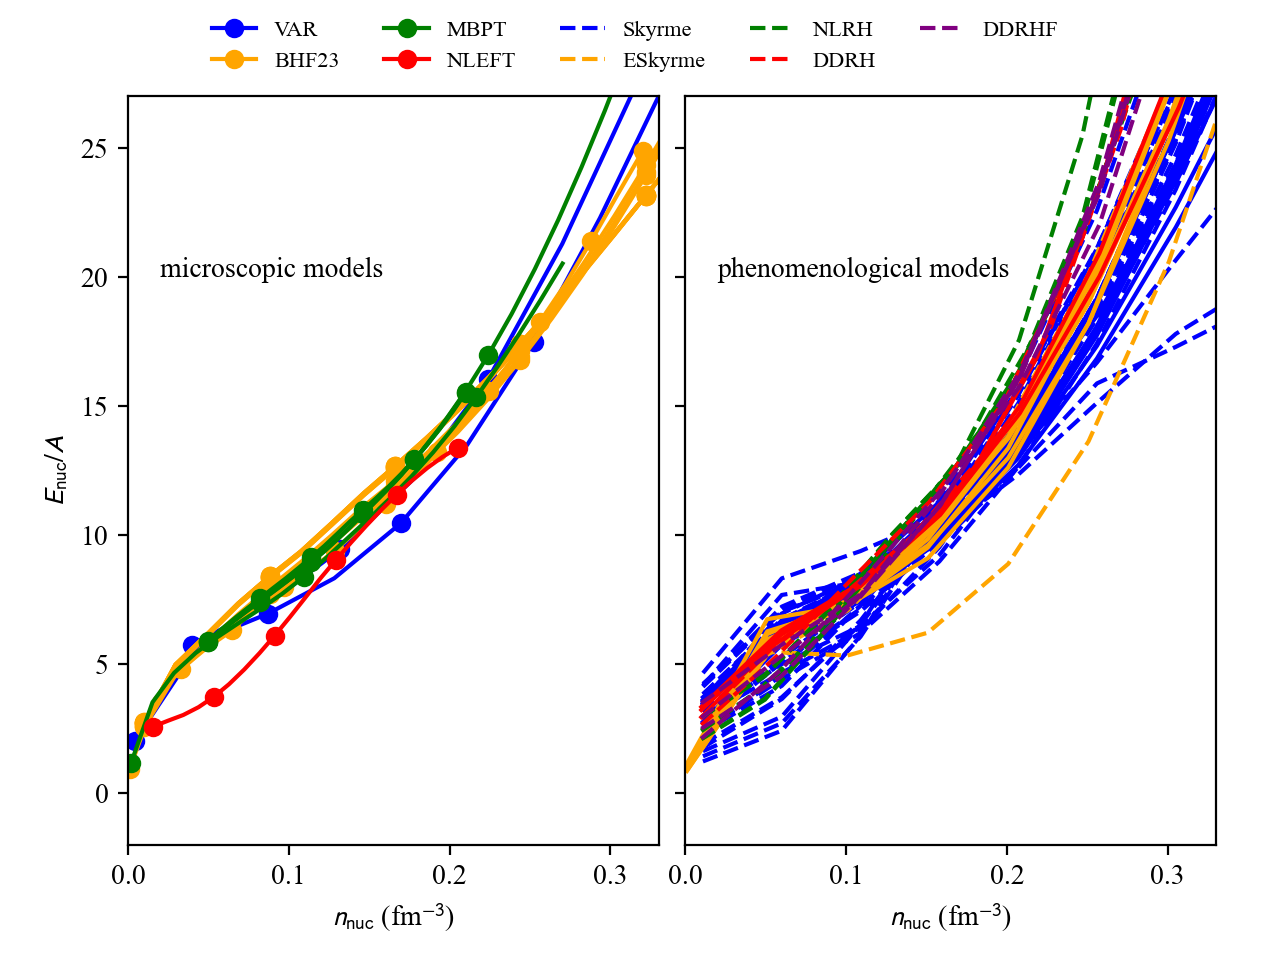 VAR MBPT Skyrme NLRH DDRHF
BHF23 NLEFT ESkyrme DDRH
25
20
15
10
5
0
E_nuc/A
microscopic models
phenomenological models
0.0 0.1 0.2 0.3
0.0 0.1 0.2 0.3
n_nuc (fm⁻³)
n_nuc (fm⁻³)